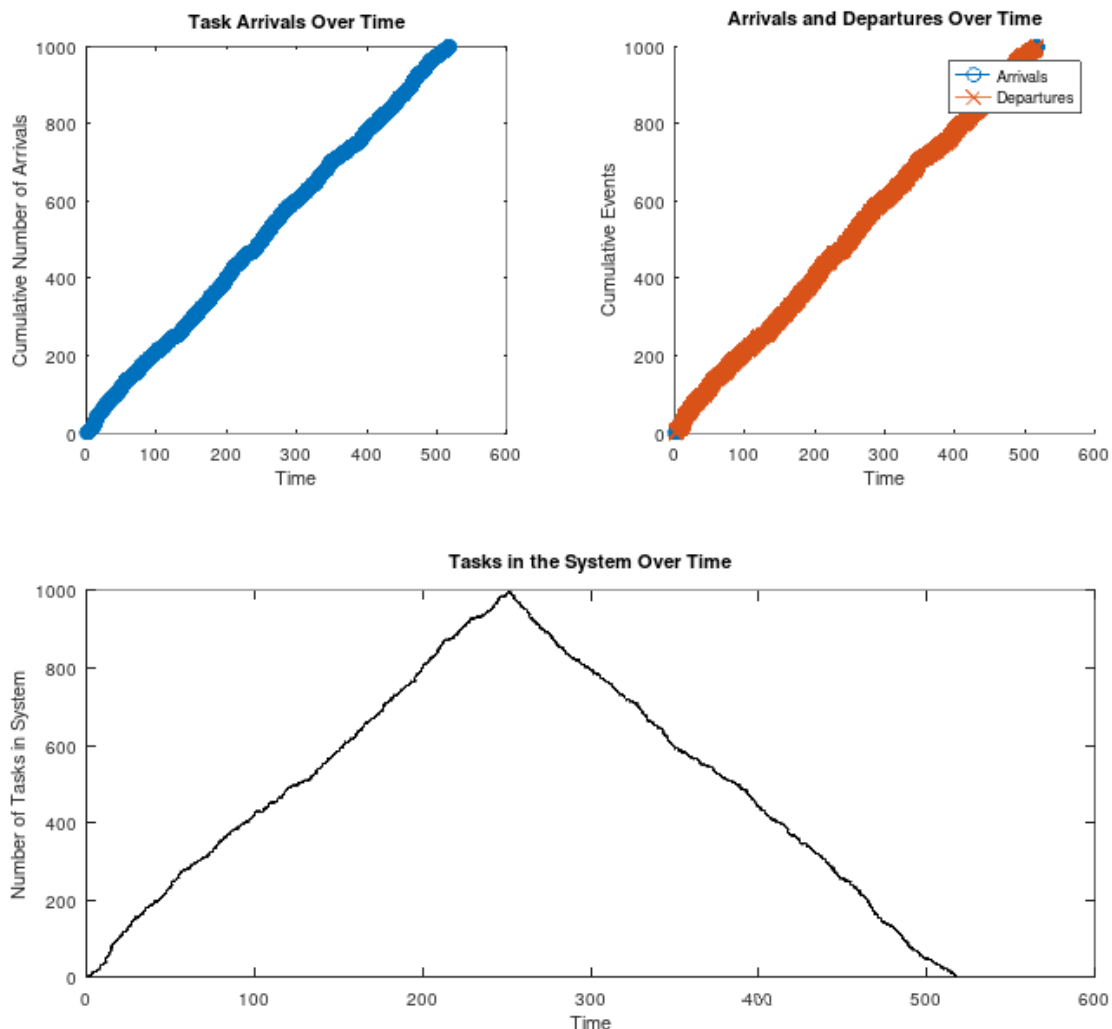 Task Arrivals Over Time
1000
800
600
400
200
0
Cumulative Number of Arrivals
0 100 200 300 400 500 600
Time
Arrivals and Departures Over Time
1000
800
600
400
200
0
Cumulative Events
Arrivals
Departures
0 100 200 300 400 500 600
Time
Tasks in the System Over Time
1000
800
600
400
200
0
Number of Tasks in System
0 100 200 300 400 500 600
Time